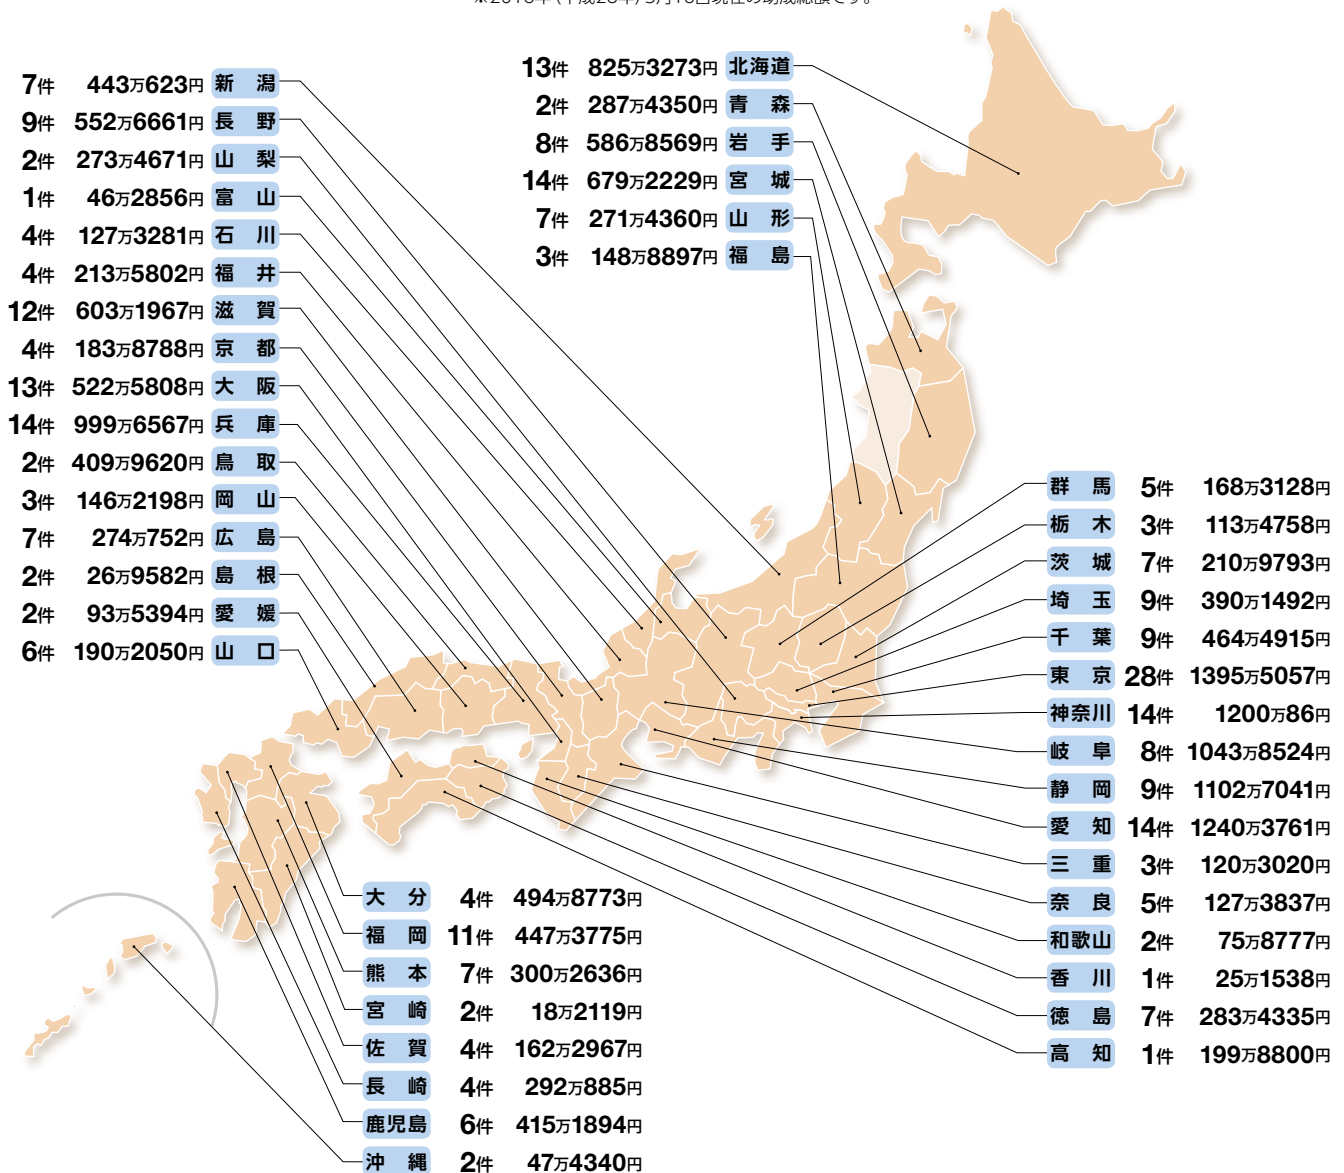 7件 443万623円 新潟
9件 552万6661円 長野
2件 273万4671円 山梨
1件 46万2856円 富山
4件 127万3281円 石川
4件 213万5802円 福井
12件 603万1967円 滋賀
4件 183万8788円 京都
13件 522万5808円 大阪
14件 999万6567円 兵庫
2件 409万9620円 鳥取
3件 146万2198円 岡山
7件 274万752円 広島
2件 26万9582円 島根
2件 93万5394円 愛媛
6件 190万2050円 山口
13件 825万3273円 北海道
2件 287万4350円 青森
8件 586万8569円 岩手
14件 679万2229円 宮城
7件 271万4360円 山形
3件 148万8897円 福島
群馬 5件 168万3128円
栃木 3件 113万4758円
茨城 7件 210万9793円
埼玉 9件 390万1492円
千葉 9件 464万4915円
東京 28件 1395万5057円
神奈川 14件 1200万86円
岐阜 8件 1043万8524円
静岡 9件 1102万7041円
愛知 14件 1240万3761円
三重 3件 120万3020円
奈良 5件 127万3837円
和歌山 2件 75万8777円
香川 1件 25万1538円
徳島 7件 283万4335円
高知 1件 199万8800円
大分 4件 494万8773円
福岡 11件 447万3775円
熊本 7件 300万2636円
宮崎 2件 18万2119円
佐賀 4件 162万2967円
長崎 4件 292万885円
鹿児島 6件 415万1894円
沖縄 2件 47万4340円